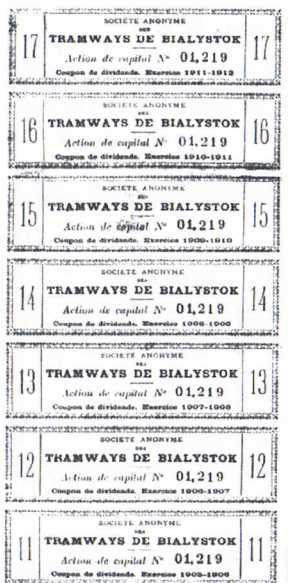 SOCIÉTÉ ANONYME
DES
17 TRAMWAYS DE BIALYSTOK 17
Action de capital Nº 01,219
Coupon de dividende. Exercice 1911-1912
SOCIÉTÉ ANONYME
DES
16 TRAMWAYS DE BIALYSTOK 16
Action de capital Nº 01,219
Coupon de dividende. Exercice 1910-1911
SOCIÉTÉ ANONYME
DES
15 TRAMWAYS DE BIALYSTOK 15
Action de capital Nº 01,219
Coupon de dividende. Exercice 1909-1910
SOCIÉTÉ ANONYME
DES
14 TRAMWAYS DE BIALYSTOK 14
Action de capital Nº 01,219
Coupon de dividende. Exercice 1908-1909
SOCIÉTÉ ANONYME
DES
13 TRAMWAYS DE BIALYSTOK 13
Action de capital Nº 01,219
Coupon de dividende. Exercice 1907-1908
SOCIÉTÉ ANONYME
DES
12 TRAMWAYS DE BIALYSTOK 12
Action de capital Nº 01,219
Coupon de dividende. Exercice 1906-1907
SOCIÉTÉ ANONYME
DES
11 TRAMWAYS DE BIALYSTOK 11
Action de capital Nº 01,219
Coupon de dividende. Exercice 1905-1906